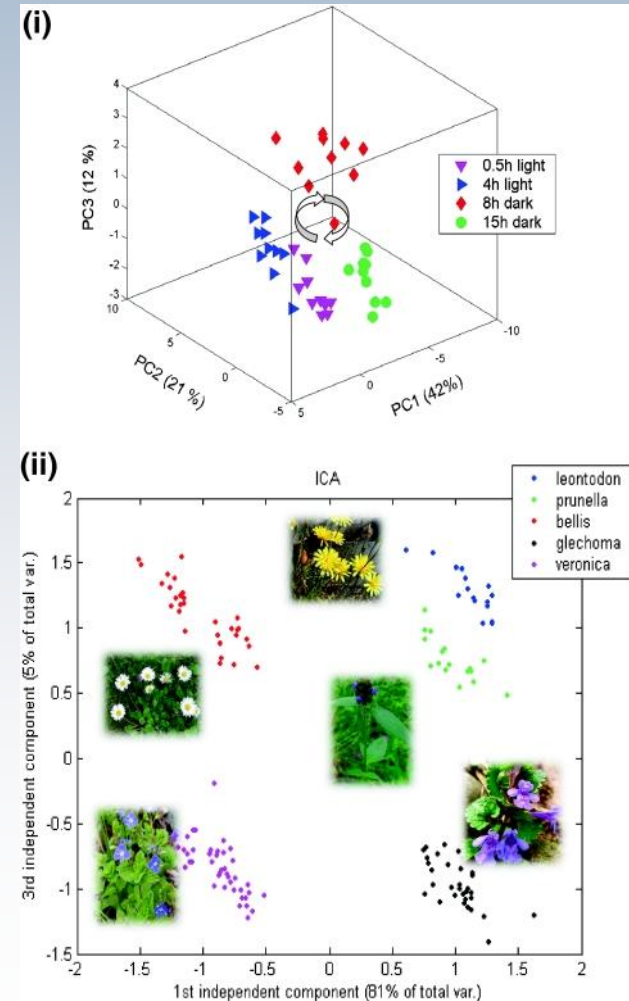 (i)
4
3
2
1
0
-1
-2
-3
PC3 (12 %)
10
5
0
-5
PC2 (21 %)
5
0
-5
-10
PC1 (42%)
0.5h light
4h light
8h dark
15h dark
(ii)
ICA
leontodon
prunella
bellis
glechoma
veronica
2
1.5
1
0.5
0
-0.5
-1
-1.5
3rd independent component (5% of total var.)
-2
-1.5
-1
-0.5
0
0.5
1
1.5
2
1st independent component (81% of total var.)